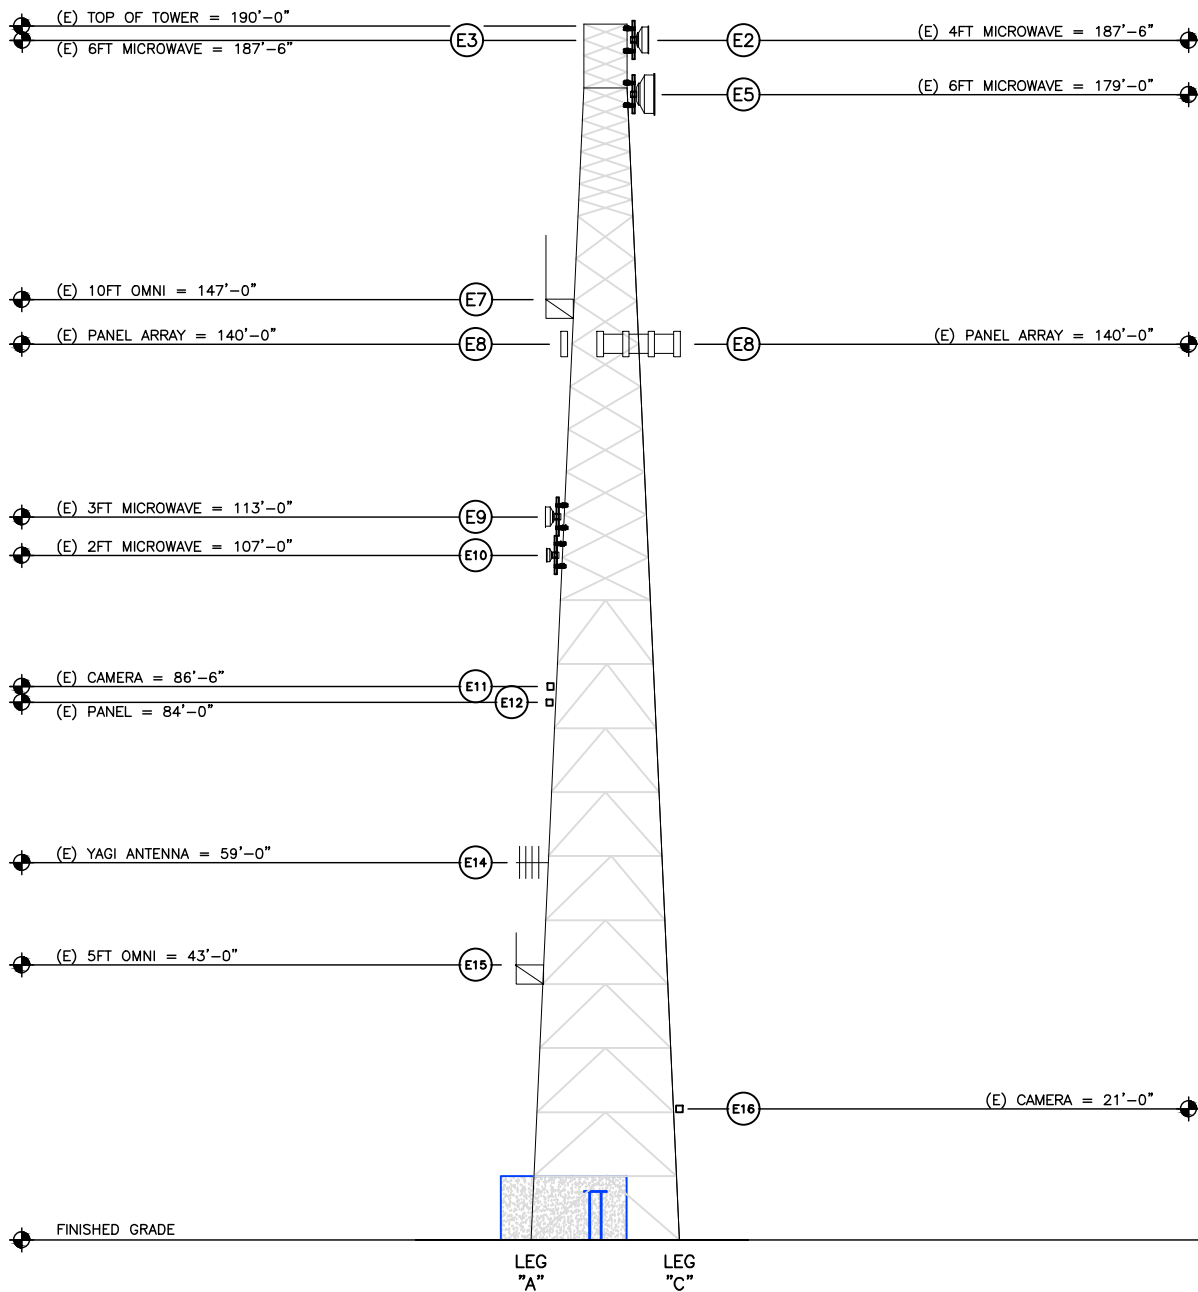 (E) TOP OF TOWER = 190'-0"
(E) 6FT MICROWAVE = 187'-6"
E3
E2
(E) 4FT MICROWAVE = 187'-6"
E5
(E) 6FT MICROWAVE = 179'-0"
(E) 10FT OMNI = 147'-0"
E7
(E) PANEL ARRAY = 140'-0"
E8
E8
(E) PANEL ARRAY = 140'-0"
(E) 3FT MICROWAVE = 113'-0"
E9
(E) 2FT MICROWAVE = 107'-0"
E10
(E) CAMERA = 86'-6"
E11
(E) PANEL = 84'-0"
E12
(E) YAGI ANTENNA = 59'-0"
E14
(E) 5FT OMNI = 43'-0"
E15
E16
(E) CAMERA = 21'-0"
FINISHED GRADE
LEG
"A"
LEG
"C"